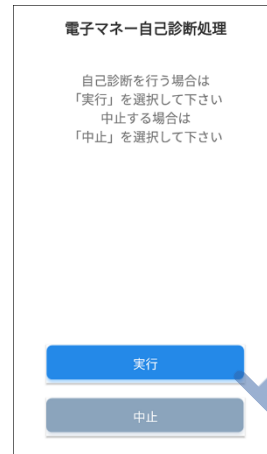 電子マネー自己診断処理
自己診断を行う場合は
「実行」を選択して下さい
中止する場合は
「中止」を選択して下さい
実行
中止